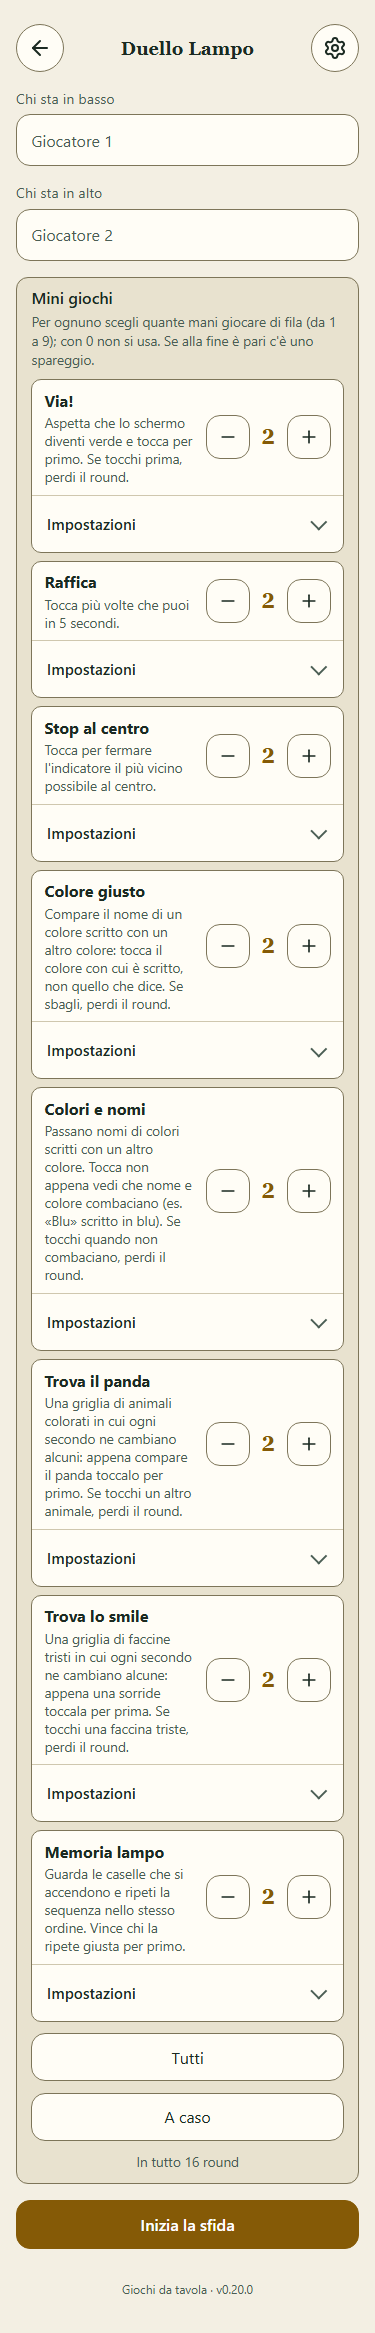 Duello Lampo
Chi sta in basso
Giocatore 1
Chi sta in alto
Giocatore 2
Mini giochi
Per ognuno scegli quante mani giocare di fila (da 1
a 9); con 0 non si usa. Se alla fine è pari c'è uno
spareggio.
Via!
Aspetta che lo schermo
diventi verde e tocca per
primo. Se tocchi prima,
perdi il round.
− 2 +
Impostazioni
Raffica
Tocca più volte che puoi
in 5 secondi.
− 2 +
Impostazioni
Stop al centro
Tocca per fermare
l'indicatore il più vicino
possibile al centro.
− 2 +
Impostazioni
Colore giusto
Compare il nome di un
colore scritto con un
altro colore: tocca il
colore con cui è scritto,
non quello che dice. Se
sbagli, perdi il round.
− 2 +
Impostazioni
Colori e nomi
Passano nomi di colori
scritti con un altro
colore. Tocca non
appena vedi che nome e
colore combaciano (es.
«Blu» scritto in blu). Se
tocchi quando non
combaciano, perdi il
round.
− 2 +
Impostazioni
Trova il panda
Una griglia di animali
colorati in cui ogni
secondo ne cambiano
alcuni: appena compare
il panda toccalo per
primo. Se tocchi un altro
animale, perdi il round.
− 2 +
Impostazioni
Trova lo smile
Una griglia di faccine
tristi in cui ogni secondo
ne cambiano alcune:
appena una sorride
toccala per prima. Se
tocchi una faccina triste,
perdi il round.
− 2 +
Impostazioni
Memoria lampo
Guarda le caselle che si
accendono e ripeti la
sequenza nello stesso
ordine. Vince chi la
ripete giusta per primo.
− 2 +
Impostazioni
Tutti
A caso
In tutto 16 round
Inizia la sfida
Giochi da tavola · v0.20.0